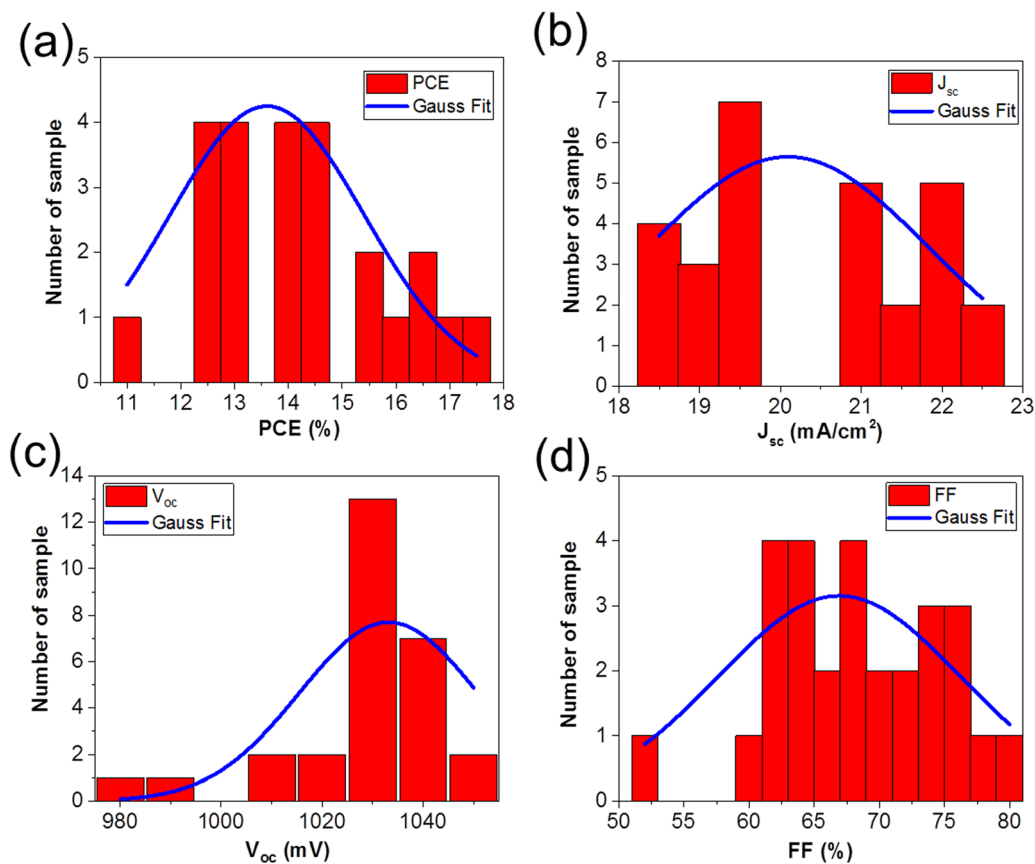 (a)
5
4
3
2
1
0
Number of sample
PCE
Gauss Fit
11 12 13 14 15 16 17 18
PCE (%)
(b)
8
7
6
5
4
3
2
1
0
Number of sample
Jsc
Gauss Fit
18 19 20 21 22 23
Jsc (mA/cm²)
(c)
14
12
10
8
6
4
2
0
Number of sample
Voc
Gauss Fit
980 1000 1020 1040
Voc (mV)
(d)
5
4
3
2
1
0
Number of sample
FF
Gauss Fit
50 55 60 65 70 75 80
FF (%)